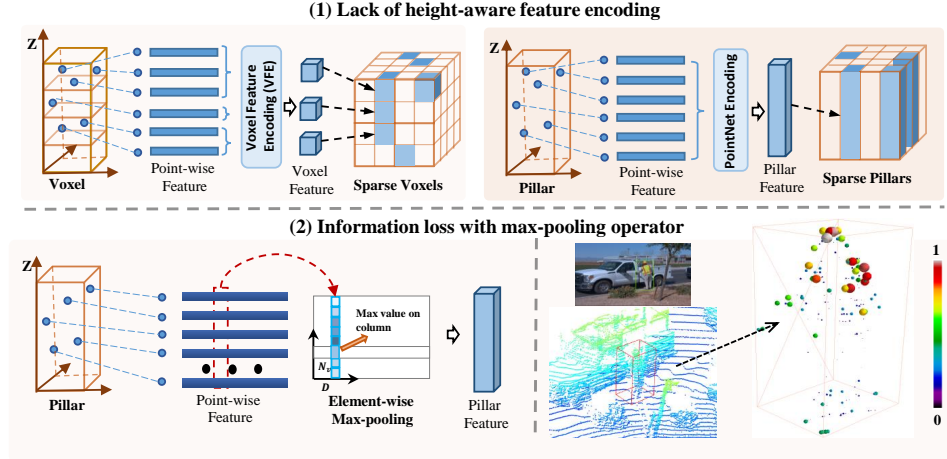 (1) Lack of height-aware feature encoding
Z
Voxel
Point-wise
Feature
Voxel Feature
Encoding (VFE)
Voxel
Feature
Sparse Voxels
Z
Pillar
Point-wise
Feature
PointNet Encoding
Pillar
Feature
Sparse Pillars
(2) Information loss with max-pooling operator
Z
Pillar
Point-wise
Feature
Max value on
column
N
D
Element-wise
Max-pooling
Pillar
Feature
1
0